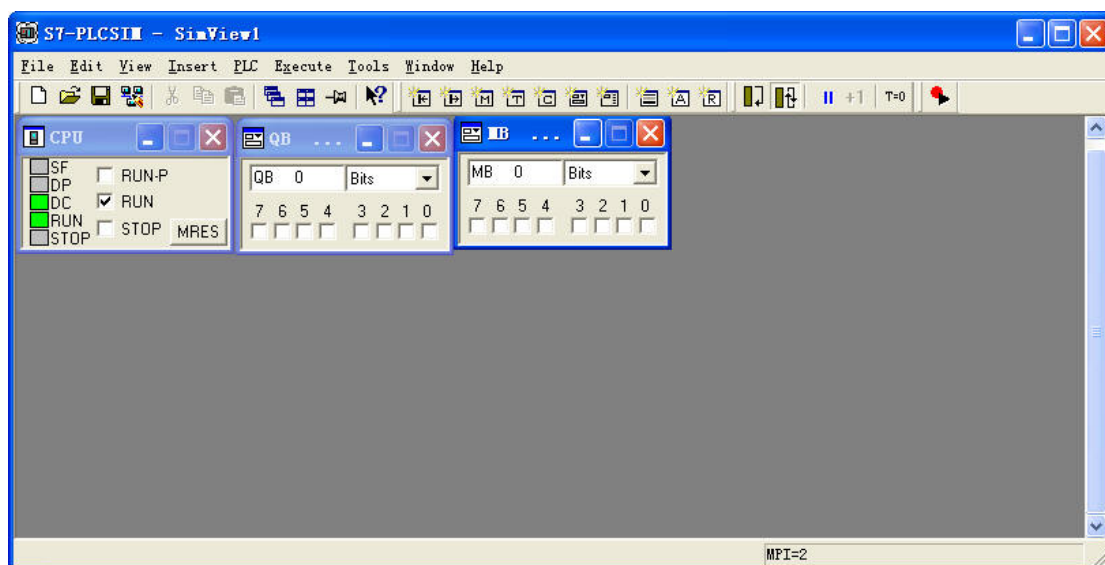 S7-PLCSIM - SimView1
File Edit View Insert PLC Execute Tools Window Help
T M T C A R +1 T=0
CPU
SF
DP
DC
RUN
STOP
RUN-P
RUN
STOP
MRES
QB ...
QB 0 Bits
7 6 5 4 3 2 1 0
MB ...
MB 0 Bits
7 6 5 4 3 2 1 0
MPI=2